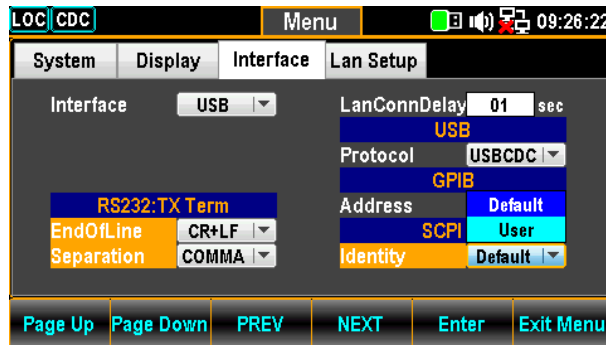 LOC CDC Menu 09:26:22
System Display Interface Lan Setup
Interface USB LanConnDelay 01 sec
USB
Protocol USBCDC
GPIB
RS232:TX Term Address Default
EndOfLine CR+LF SCPI User
Separation COMMA Identity Default
Page Up Page Down PREV NEXT Enter Exit Menu